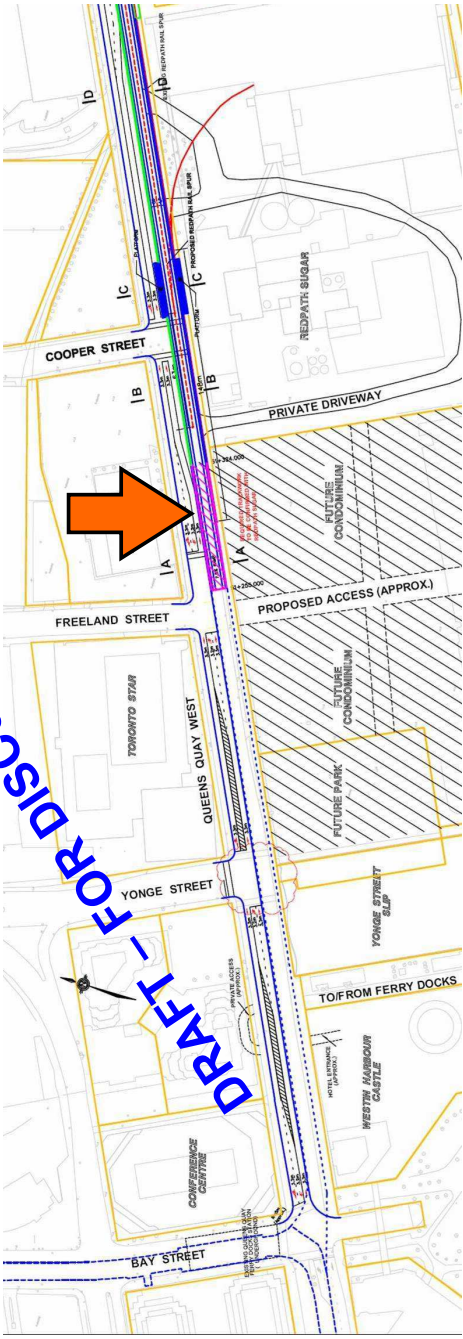 D
D
EXISTING REDPATH RAIL SPUR
PLATFORM
PROPOSED REDPATH RAIL SPUR
C
C
PLATFORM
COOPER STREET
REDPATH SUGAR
B
B
148m
PRIVATE DRIVEWAY
A
A
FUTURE
CONDOMINIUM
FREELAND STREET
PROPOSED ACCESS (APPROX.)
TORONTO STAR
QUEENS QUAY WEST
FUTURE
CONDOMINIUM
FUTURE PARK
YONGE STREET
YONGE STREET
SLIP
DRAFT – FOR DISCU
PRIVATE ACCESS
(APPROX.)
TO/FROM FERRY DOCKS
HOTEL ENTRANCE
(APPROX.)
WESTIN HARBOUR
CASTLE
CONFERENCE
CENTRE
BAY STREET